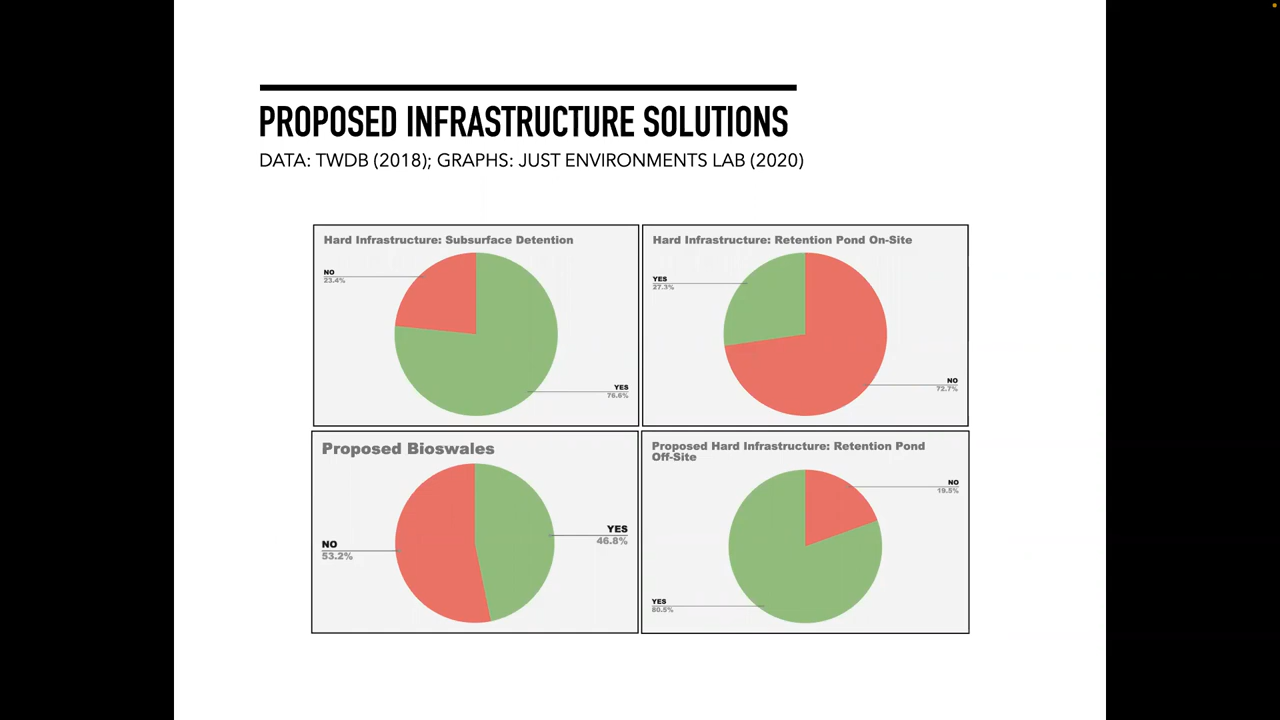 PROPOSED INFRASTRUCTURE SOLUTIONS
DATA: TWDB (2018); GRAPHS: JUST ENVIRONMENTS LAB (2020)
Hard Infrastructure: Subsurface Detention
NO
23.4%
YES
76.6%
Hard Infrastructure: Retention Pond On-Site
YES
27.3%
NO
72.7%
Proposed Bioswales
YES
46.8%
NO
53.2%
Proposed Hard Infrastructure: Retention Pond
Off-Site
NO
19.5%
YES
80.5%